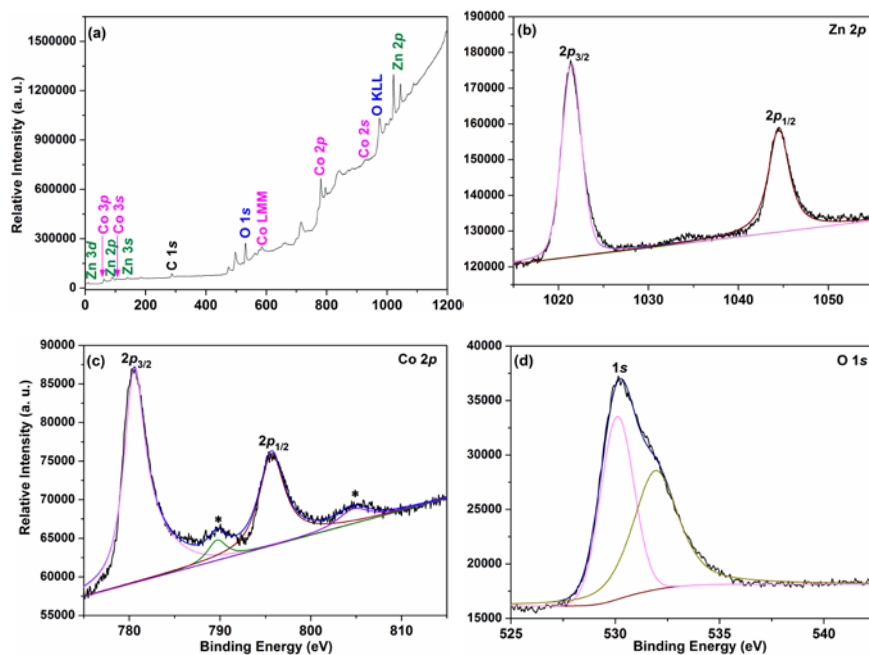 (a)
Relative Intensity (a. u.)
1500000
1200000
900000
600000
300000
0
0 200 400 600 800 1000 1200
Zn 3d
Co 3p
Zn 2p
Co 3s
Zn 3s
C 1s
O 1s
Co LMM
Co 2p
Co 2s
O KLL
Zn 2p
(b) Zn 2p
190000
180000
170000
160000
150000
140000
130000
120000
2p3/2
2p1/2
1020 1030 1040 1050
(c) Co 2p
Relative Intensity (a. u.)
90000
85000
80000
75000
70000
65000
60000
55000
2p3/2
*
2p1/2
*
780 790 800 810
Binding Energy (eV)
(d) O 1s
40000
35000
30000
25000
20000
15000
1s
525 530 535 540
Binding Energy (eV)